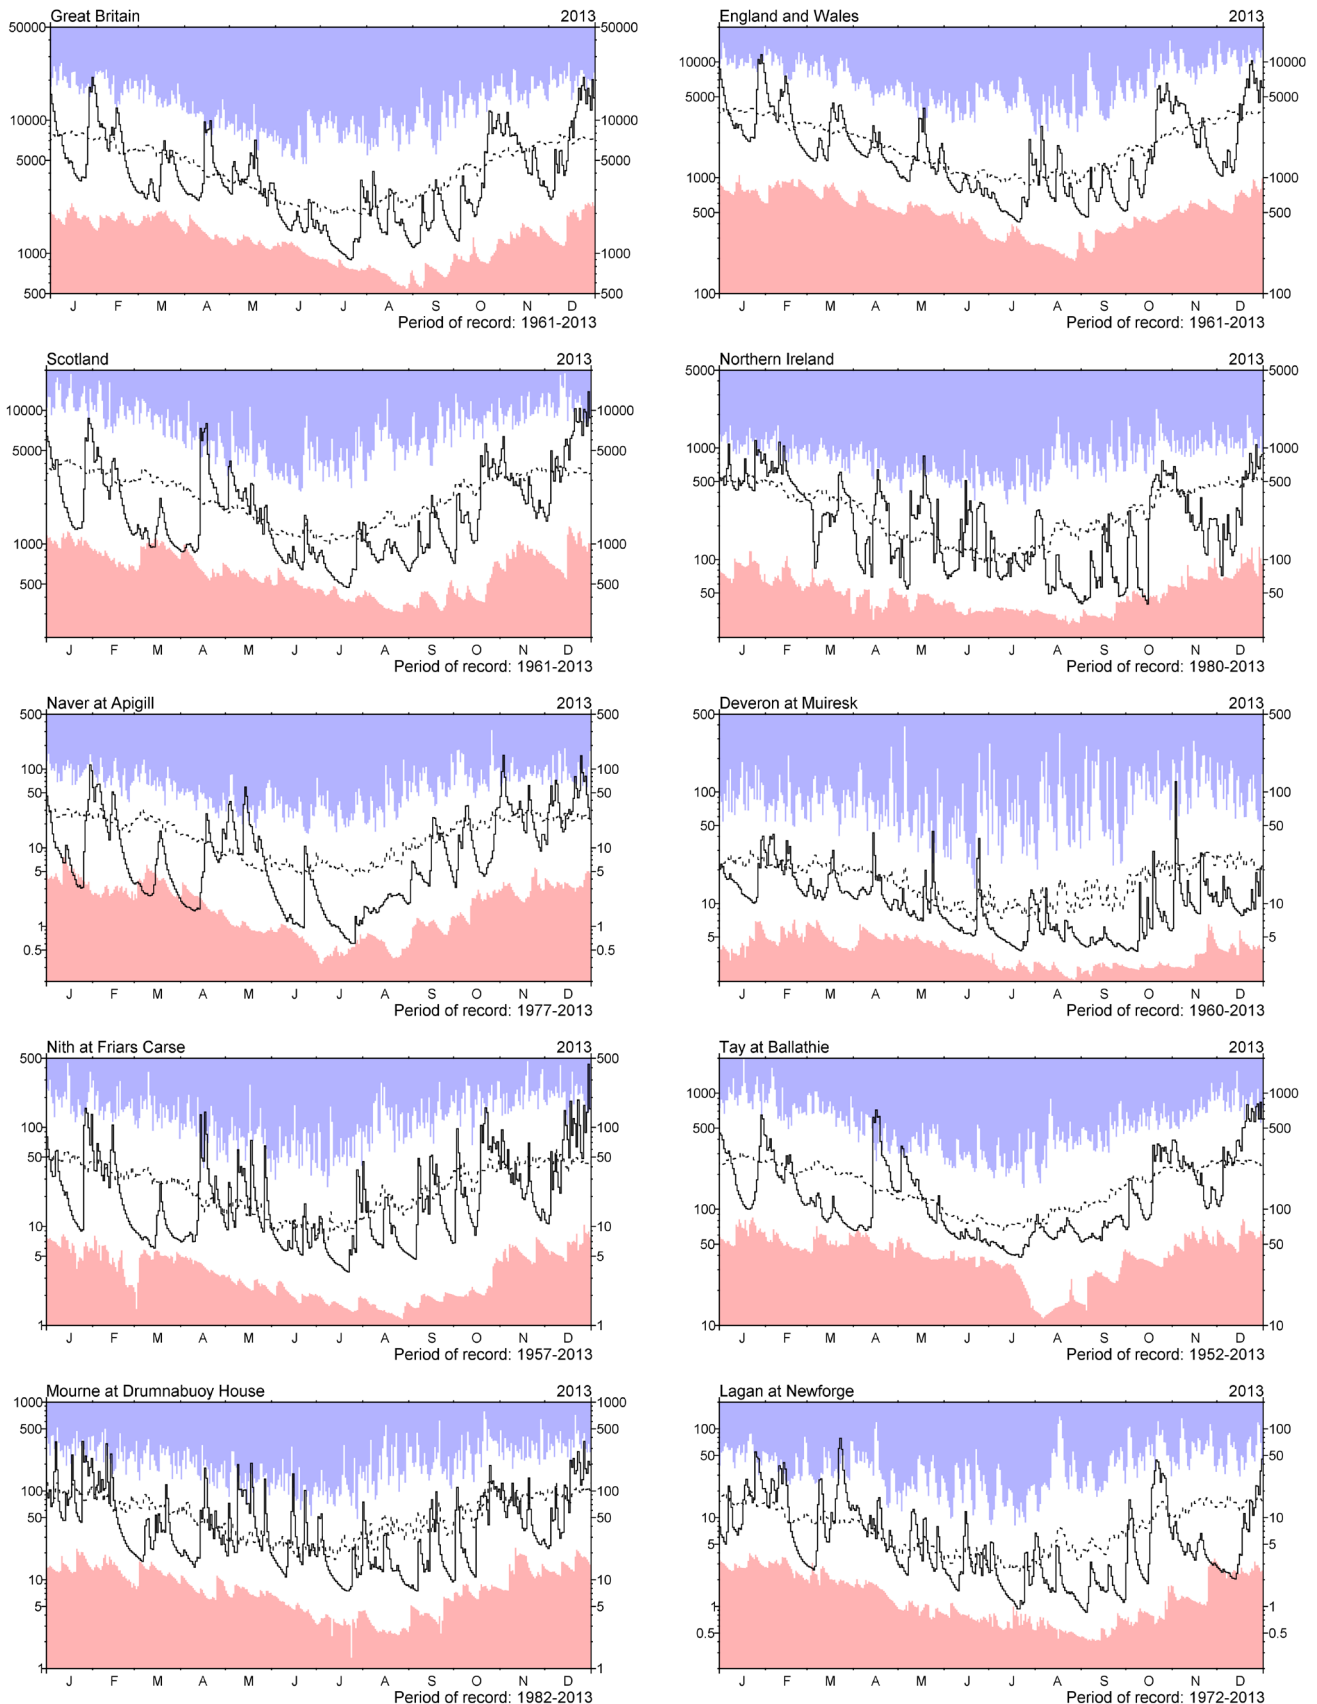 Great Britain 2013
50000 50000
10000 10000
5000 5000
1000 1000
500 500
J F M A M J J A S O N D
Period of record: 1961-2013
England and Wales 2013
10000 10000
5000 5000
1000 1000
500 500
100 100
J F M A M J J A S O N D
Period of record: 1961-2013
Scotland 2013
10000 10000
5000 5000
1000 1000
500 500
J F M A M J J A S O N D
Period of record: 1961-2013
Northern Ireland 2013
5000 5000
1000 1000
500 500
100 100
50 50
J F M A M J J A S O N D
Period of record: 1980-2013
Naver at Apigill 2013
500 500
100 100
50 50
10 10
5 5
1 1
0.5 0.5
J F M A M J J A S O N D
Period of record: 1977-2013
Deveron at Muiresk 2013
500 500
100 100
50 50
10 10
5 5
J F M A M J J A S O N D
Period of record: 1960-2013
Nith at Friars Carse 2013
500 500
100 100
50 50
10 10
5 5
1 1
J F M A M J J A S O N D
Period of record: 1957-2013
Tay at Ballathie 2013
1000 1000
500 500
100 100
50 50
10 10
J F M A M J J A S O N D
Period of record: 1952-2013
Mourne at Drumnabuoy House 2013
1000 1000
500 500
100 100
50 50
10 10
5 5
1 1
J F M A M J J A S O N D
Period of record: 1982-2013
Lagan at Newforge 2013
100 100
50 50
10 10
5 5
1 1
0.5 0.5
J F M A M J J A S O N D
Period of record: 1972-2013